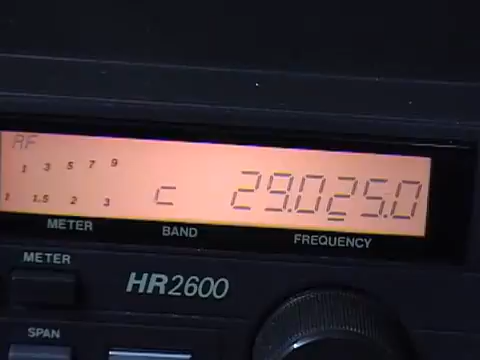 AF
1 3 5 7 9
1 1.5 2 3
C 29.025.0
METER BAND FREQUENCY
METER
HR2600
SPAN